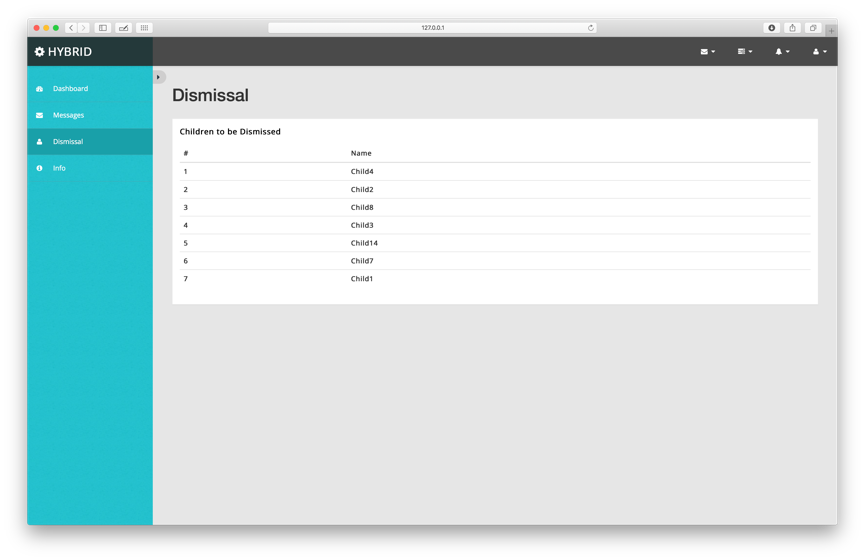 127.0.0.1
HYBRID
Dashboard
Messages
Dismissal
Info
Dismissal
Children to be Dismissed
# Name
1 Child4
2 Child2
3 Child8
4 Child3
5 Child14
6 Child7
7 Child1